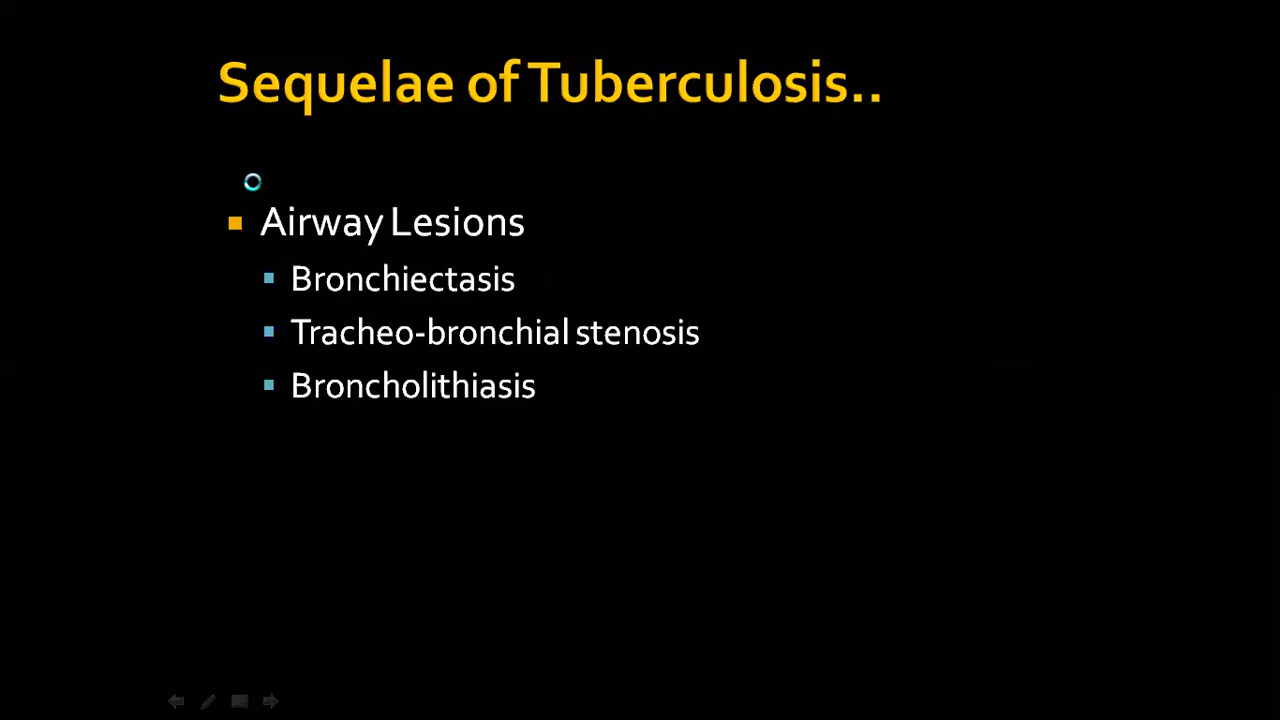 Sequelae of Tuberculosis..
Airway Lesions
Bronchiectasis
Tracheo-bronchial stenosis
Broncholithiasis